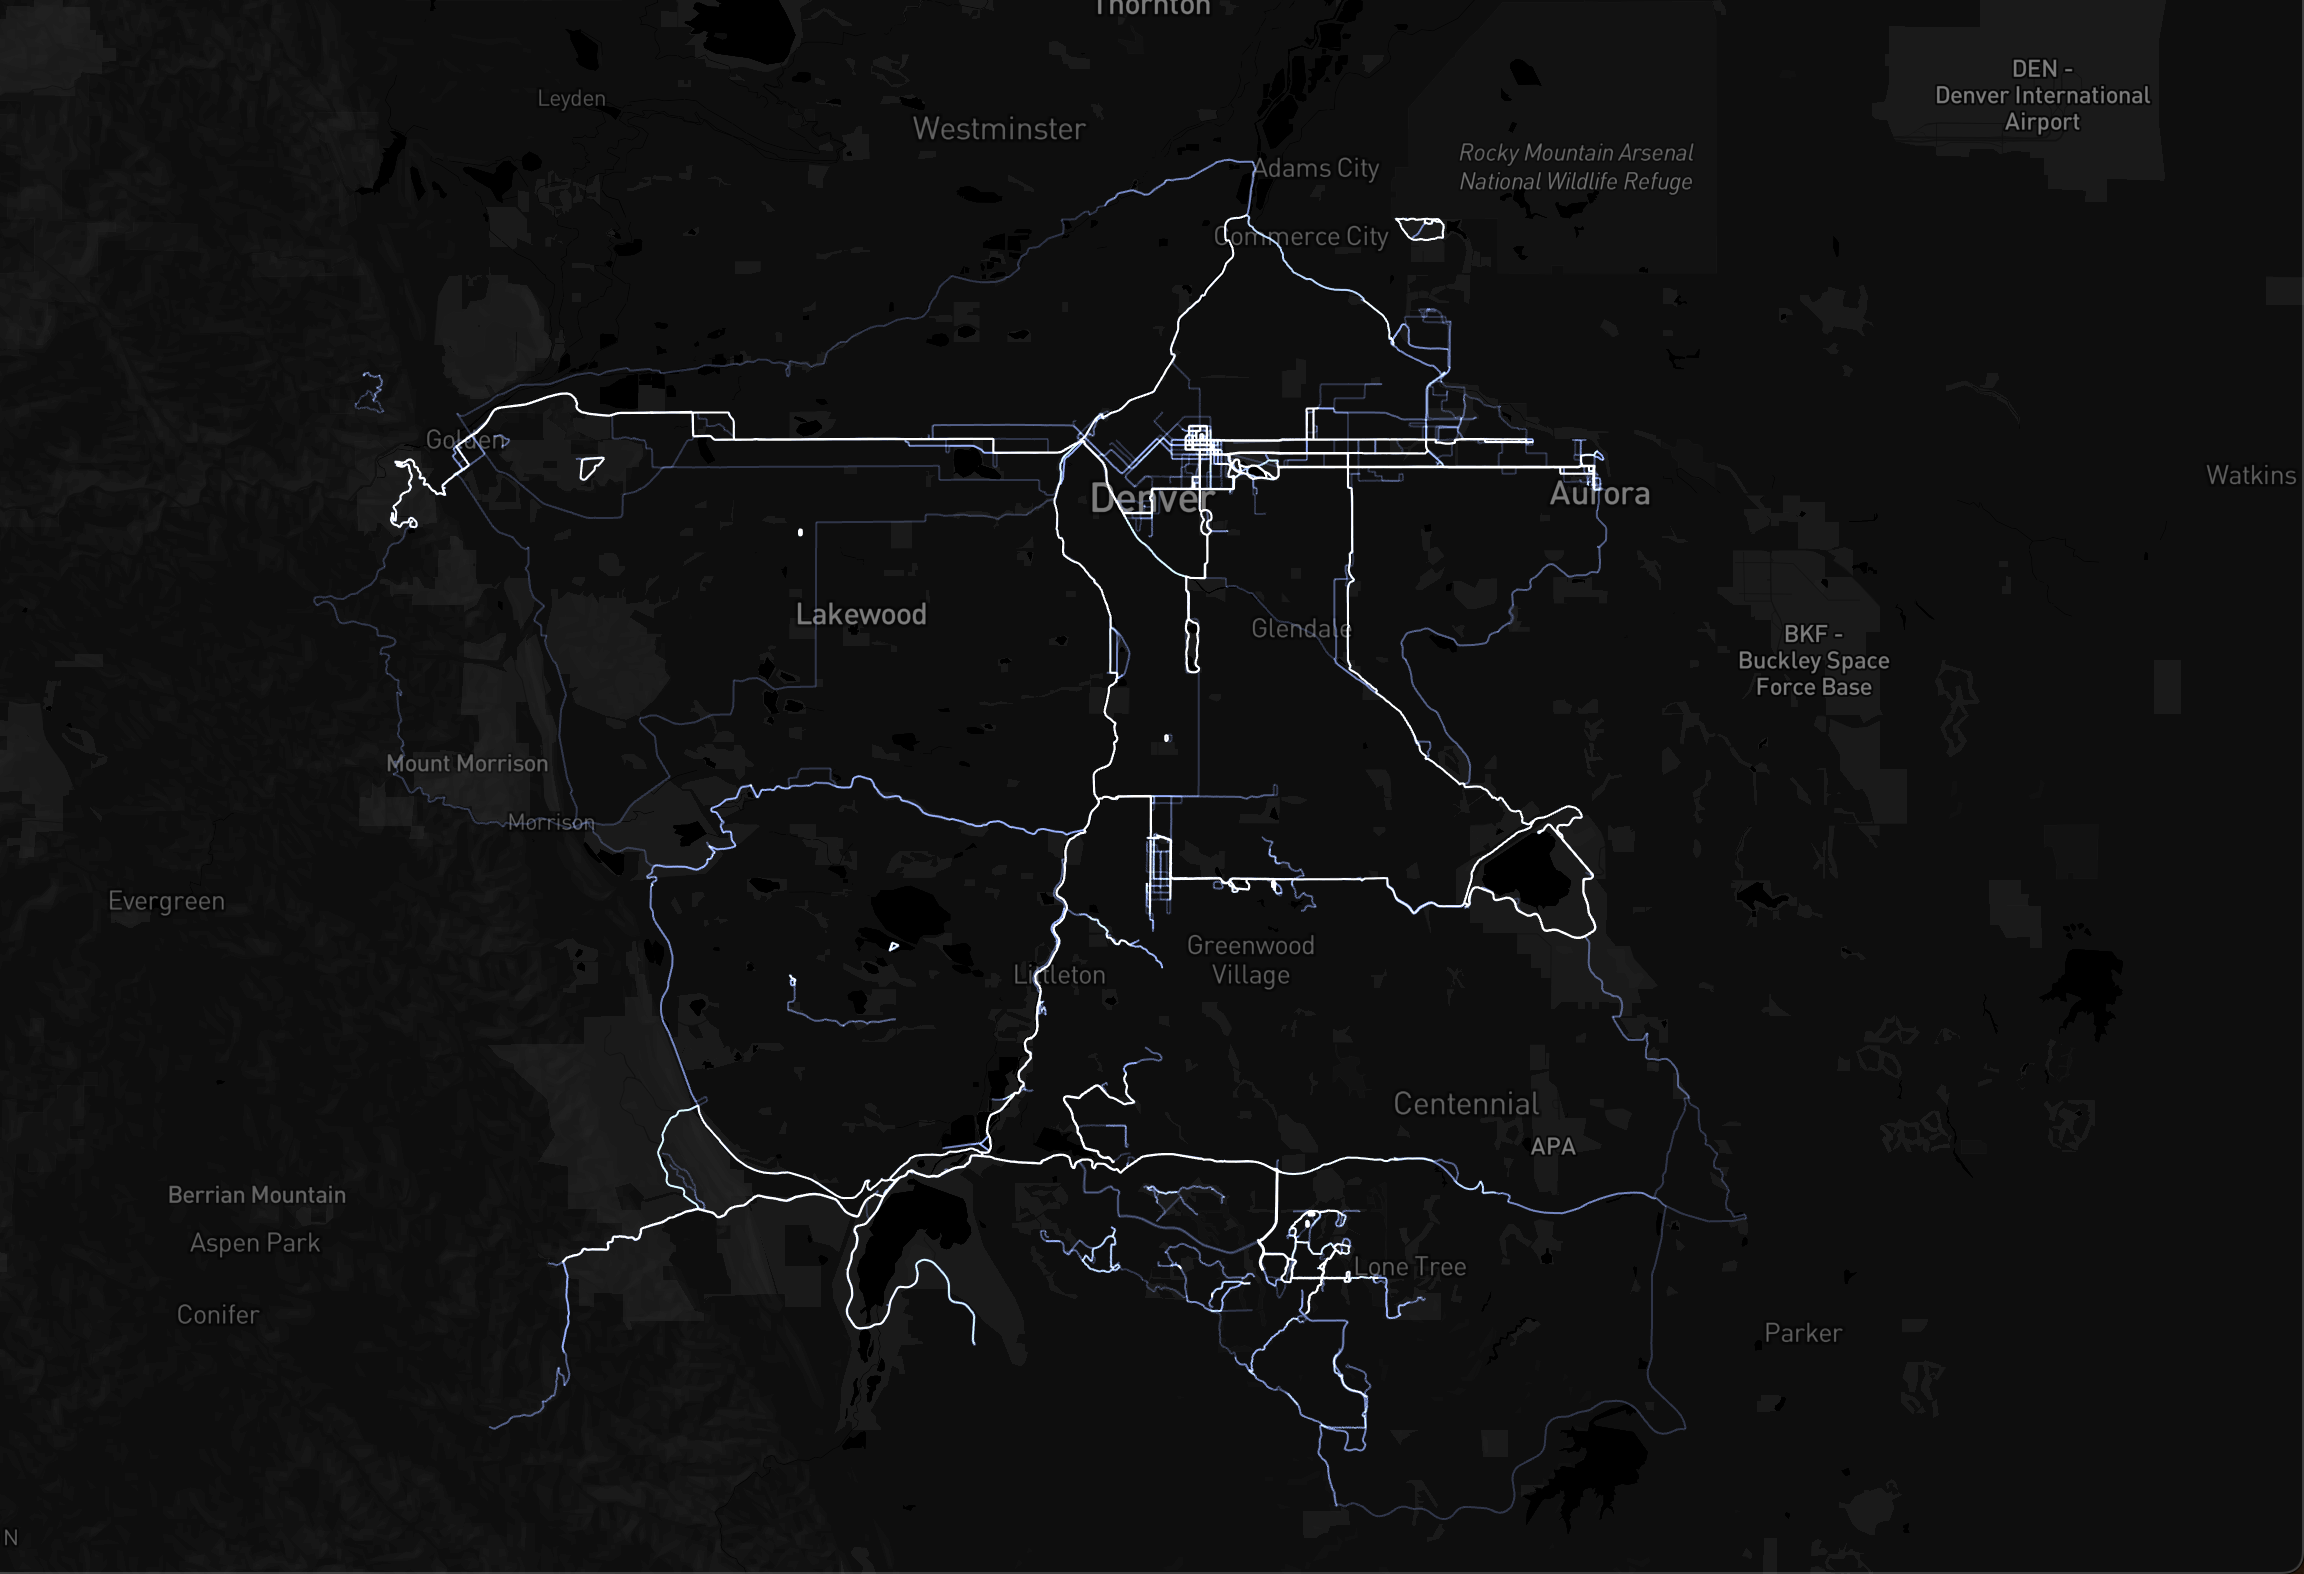 Thornton
DEN -
Denver International
Airport
Leyden
Westminster
Rocky Mountain Arsenal
National Wildlife Refuge
Adams City
Commerce City
Golden
Watkins
Denver
Aurora
Lakewood
Glendale
BKF -
Buckley Space
Force Base
Mount Morrison
Morrison
Evergreen
Greenwood
Village
Littleton
Centennial
APA
Berrian Mountain
Aspen Park
Lone Tree
Conifer
Parker
N